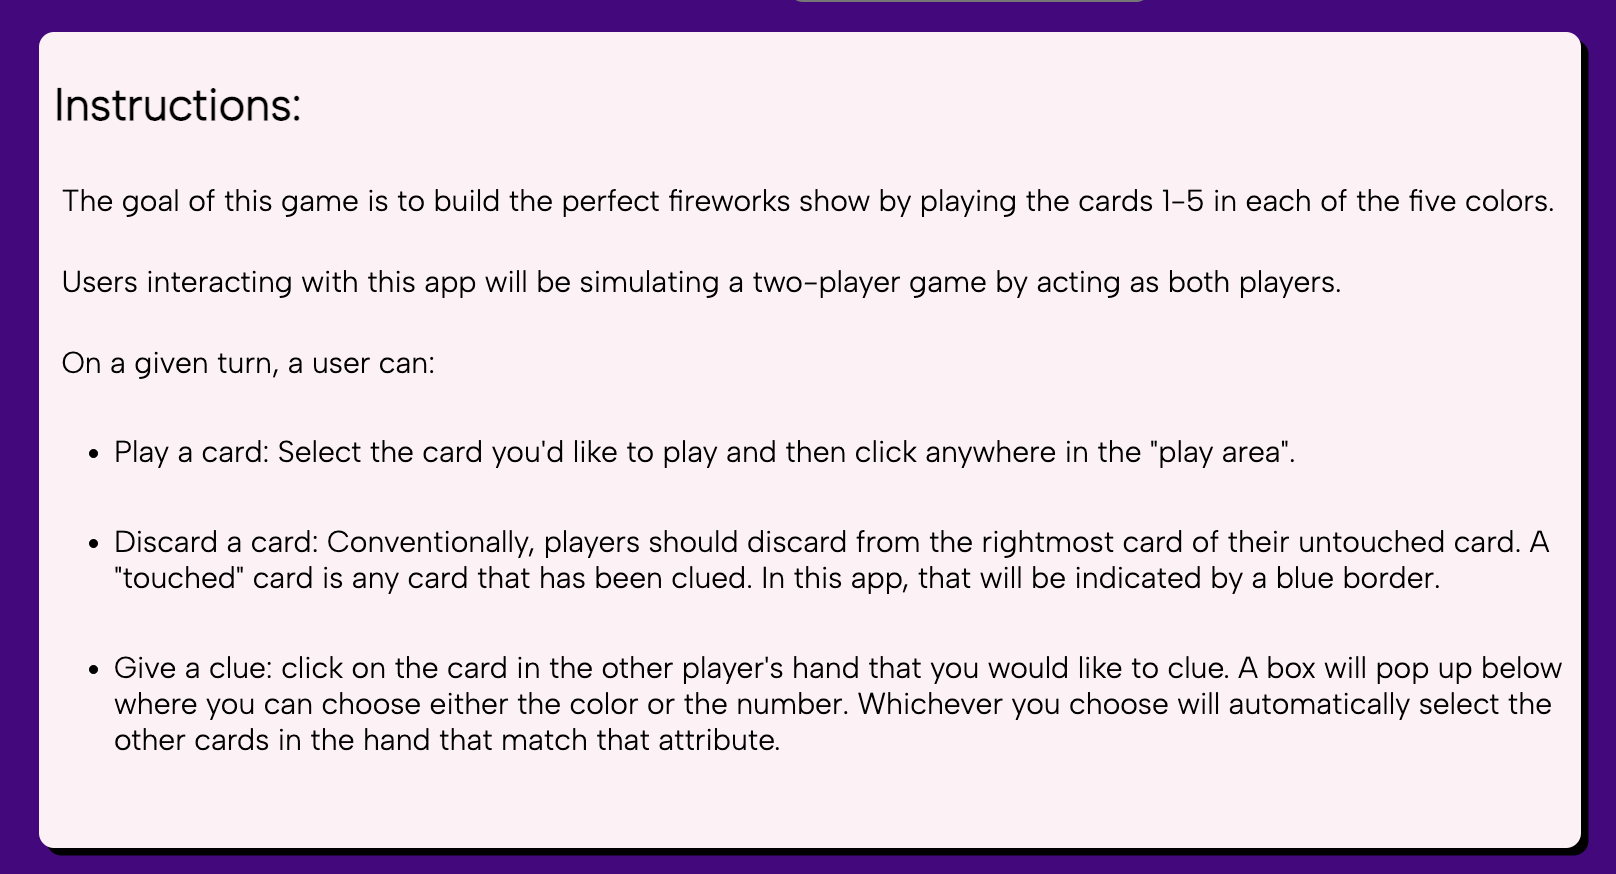 Instructions:
The goal of this game is to build the perfect fireworks show by playing the cards 1-5 in each of the five colors.
Users interacting with this app will be simulating a two-player game by acting as both players.
On a given turn, a user can:
• Play a card: Select the card you'd like to play and then click anywhere in the "play area".
• Discard a card: Conventionally, players should discard from the rightmost card of their untouched card. A
"touched" card is any card that has been clued. In this app, that will be indicated by a blue border.
• Give a clue: click on the card in the other player's hand that you would like to clue. A box will pop up below
where you can choose either the color or the number. Whichever you choose will automatically select the
other cards in the hand that match that attribute.